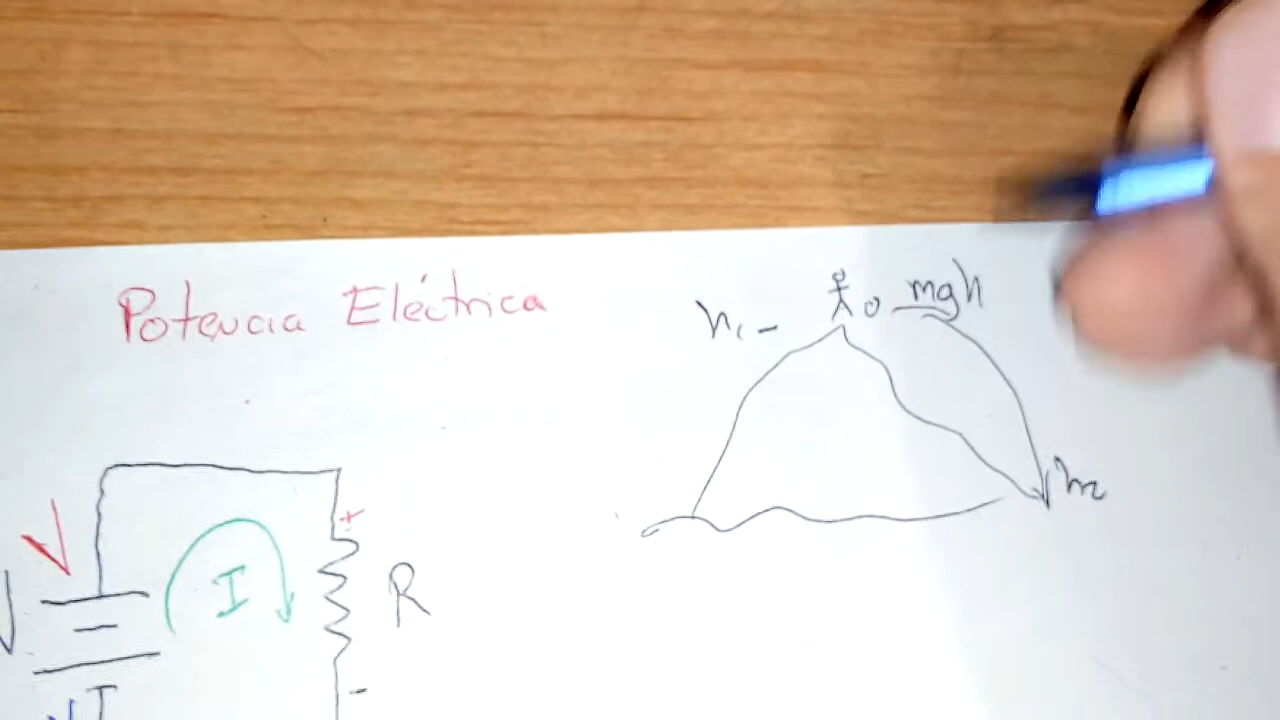 Potencia Eléctrica
h1 -
mgh
h2
V
I
+
R
-